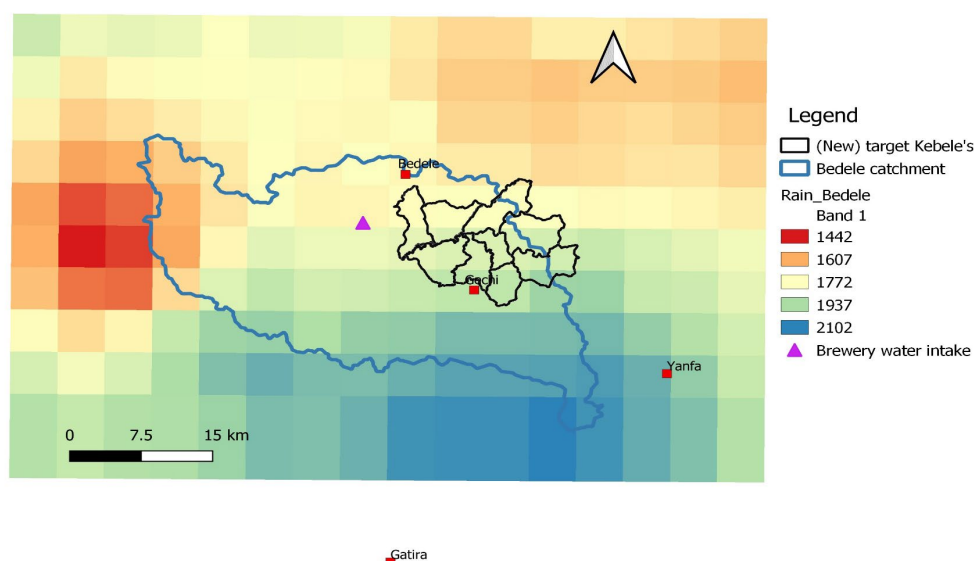 Legend
(New) target Kebele's
Bedele catchment
Rain_Bedele
Band 1
1442
1607
1772
1937
2102
Brewery water intake
Bedele
Gechi
Yanfa
0 7.5 15 km
Gatira